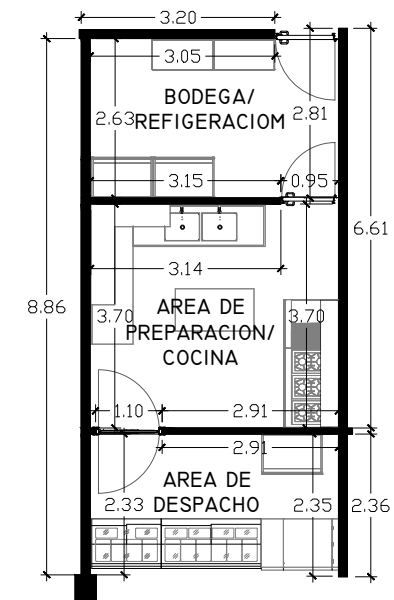 3.20
3.05
BODEGA/
2.63
REFIGERACIOM
2.81
3.15
0.95
6.61
3.14
8.86
AREA DE
3.70
3.70
PREPARACION/
COCINA
1.10
2.91
2.91
AREA DE
DESPACHO
2.33
2.35
2.36